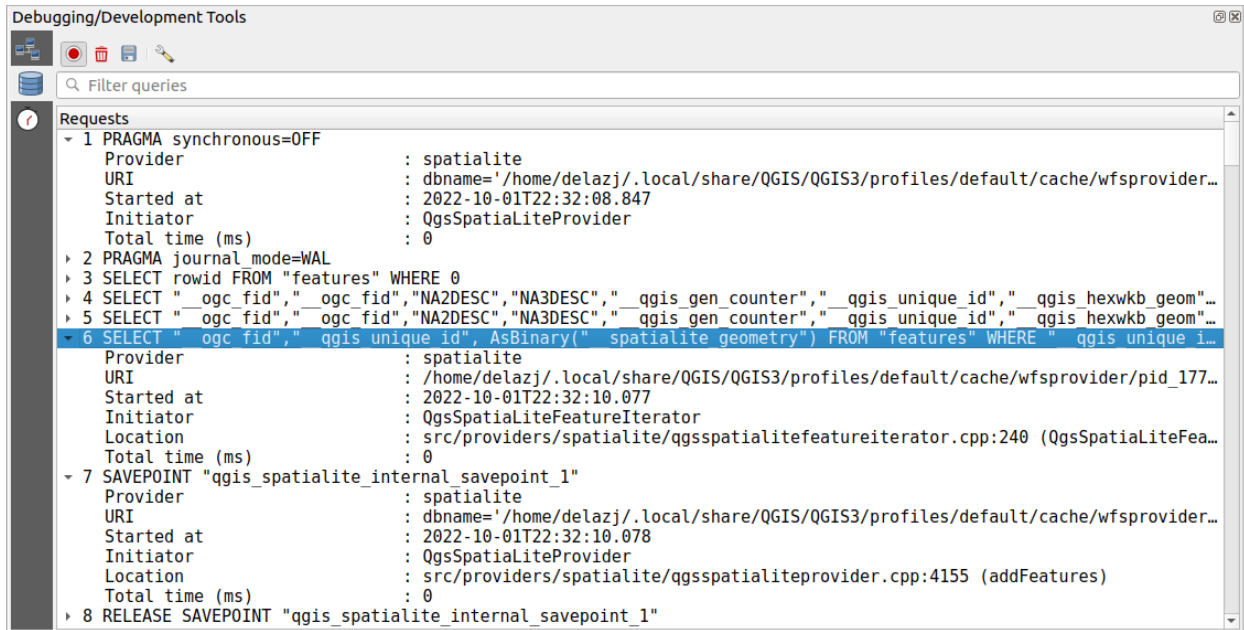 Debugging/Development Tools
Filter queries
Requests
1 PRAGMA synchronous=OFF
Provider : spatialite
URI : dbname='/home/delazj/.local/share/QGIS/QGIS3/profiles/default/cache/wfsprovider…
Started at : 2022-10-01T22:32:08.847
Initiator : QgsSpatiaLiteProvider
Total time (ms) : 0
2 PRAGMA journal_mode=WAL
3 SELECT rowid FROM "features" WHERE 0
4 SELECT "__ogc_fid","__ogc_fid","NA2DESC","NA3DESC","__qgis_gen_counter","__qgis_unique_id","__qgis_hexwkb_geom"…
5 SELECT "__ogc_fid","__ogc_fid","NA2DESC","NA3DESC","__qgis_gen_counter","__qgis_unique_id","__qgis_hexwkb_geom"…
6 SELECT "__ogc_fid","__qgis_unique_id", AsBinary("__spatialite_geometry") FROM "features" WHERE "__qgis_unique_i…
Provider : spatialite
URI : /home/delazj/.local/share/QGIS/QGIS3/profiles/default/cache/wfsprovider/pid_177…
Started at : 2022-10-01T22:32:10.077
Initiator : QgsSpatiaLiteFeatureIterator
Location : src/providers/spatialite/qgsspatialitefeatureiterator.cpp:240 (QgsSpatiaLiteFea…
Total time (ms) : 0
7 SAVEPOINT "qgis_spatialite_internal_savepoint_1"
Provider : spatialite
URI : dbname='/home/delazj/.local/share/QGIS/QGIS3/profiles/default/cache/wfsprovider…
Started at : 2022-10-01T22:32:10.078
Initiator : QgsSpatiaLiteProvider
Location : src/providers/spatialite/qgsspatialiteprovider.cpp:4155 (addFeatures)
Total time (ms) : 0
8 RELEASE SAVEPOINT "qgis_spatialite_internal_savepoint_1"